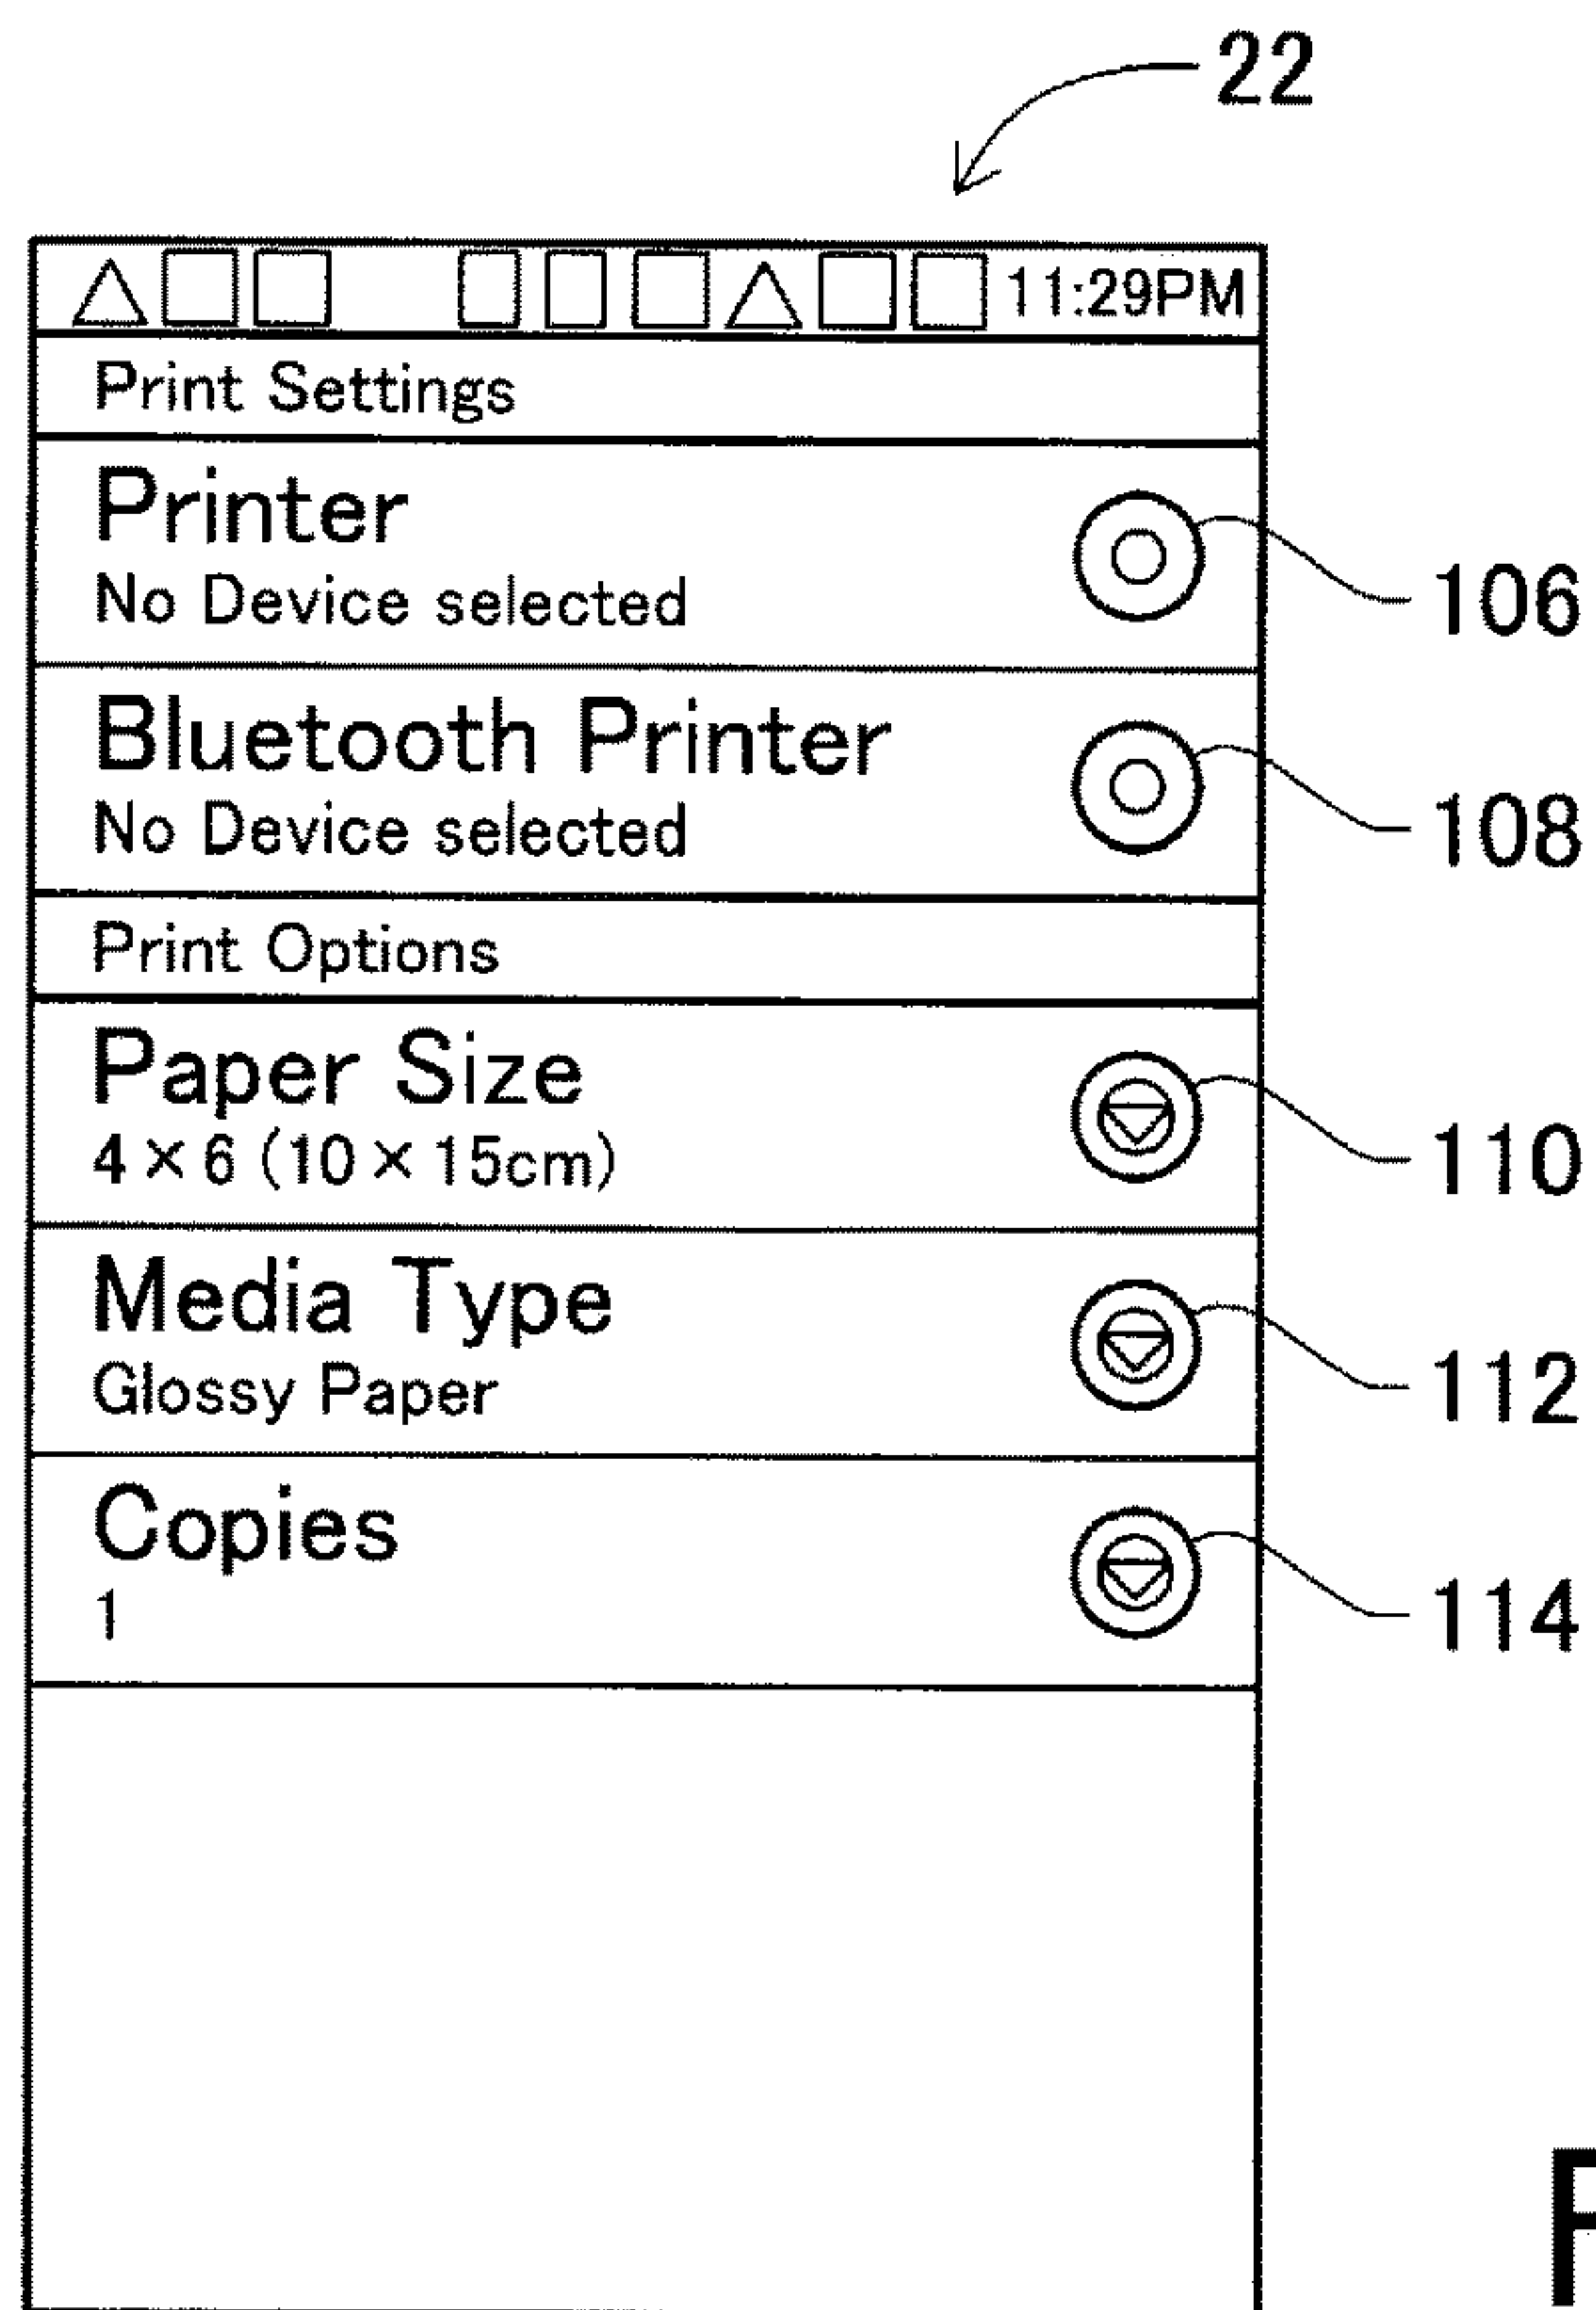 22
11:29PM
Print Settings
Printer
No Device selected
106
Bluetooth Printer
No Device selected
108
Print Options
Paper Size
4×6 (10×15cm)
110
Media Type
Glossy Paper
112
Copies
1
114